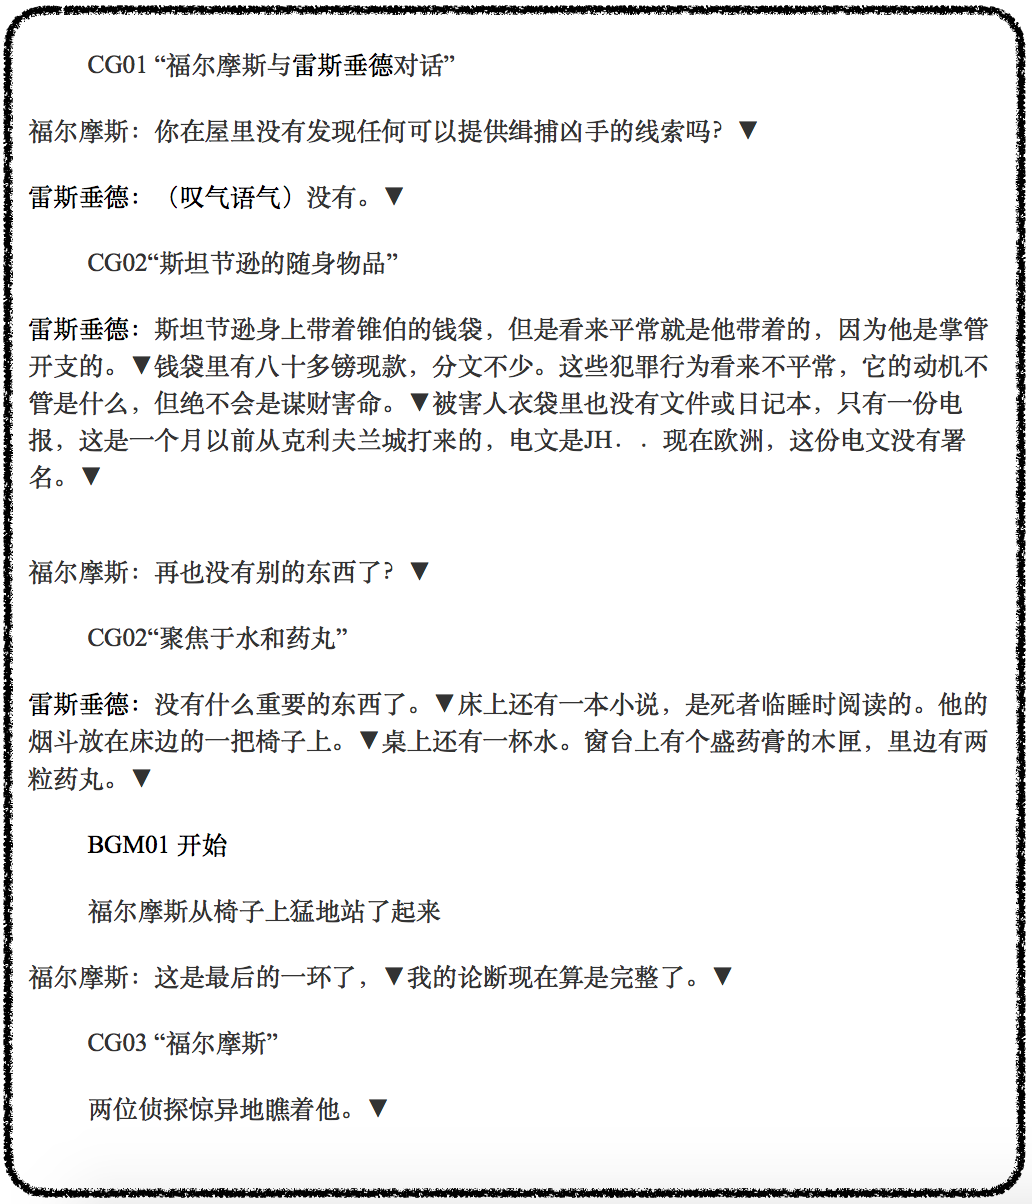 CG01 “福尔摩斯与雷斯垂德对话”
福尔摩斯：你在屋里没有发现任何可以提供缉捕凶手的线索吗？▼
雷斯垂德：（叹气语气）没有。▼
CG02“斯坦节逊的随身物品”
雷斯垂德：斯坦节逊身上带着锥伯的钱袋，但是看来平常就是他带着的，因为他是掌管
开支的。▼钱袋里有八十多镑现款，分文不少。这些犯罪行为看来不平常，它的动机不
管是什么，但绝不会是谋财害命。▼被害人衣袋里也没有文件或日记本，只有一份电
报，这是一个月以前从克利夫兰城打来的，电文是JH．．现在欧洲，这份电文没有署
名。▼
福尔摩斯：再也没有别的东西了？▼
CG02“聚焦于水和药丸”
雷斯垂德：没有什么重要的东西了。▼床上还有一本小说，是死者临睡时阅读的。他的
烟斗放在床边的一把椅子上。▼桌上还有一杯水。窗台上有个盛药膏的木匣，里边有两
粒药丸。▼
BGM01 开始
福尔摩斯从椅子上猛地站了起来
福尔摩斯：这是最后的一环了，▼我的论断现在算是完整了。▼
CG03 “福尔摩斯”
两位侦探惊异地瞧着他。▼